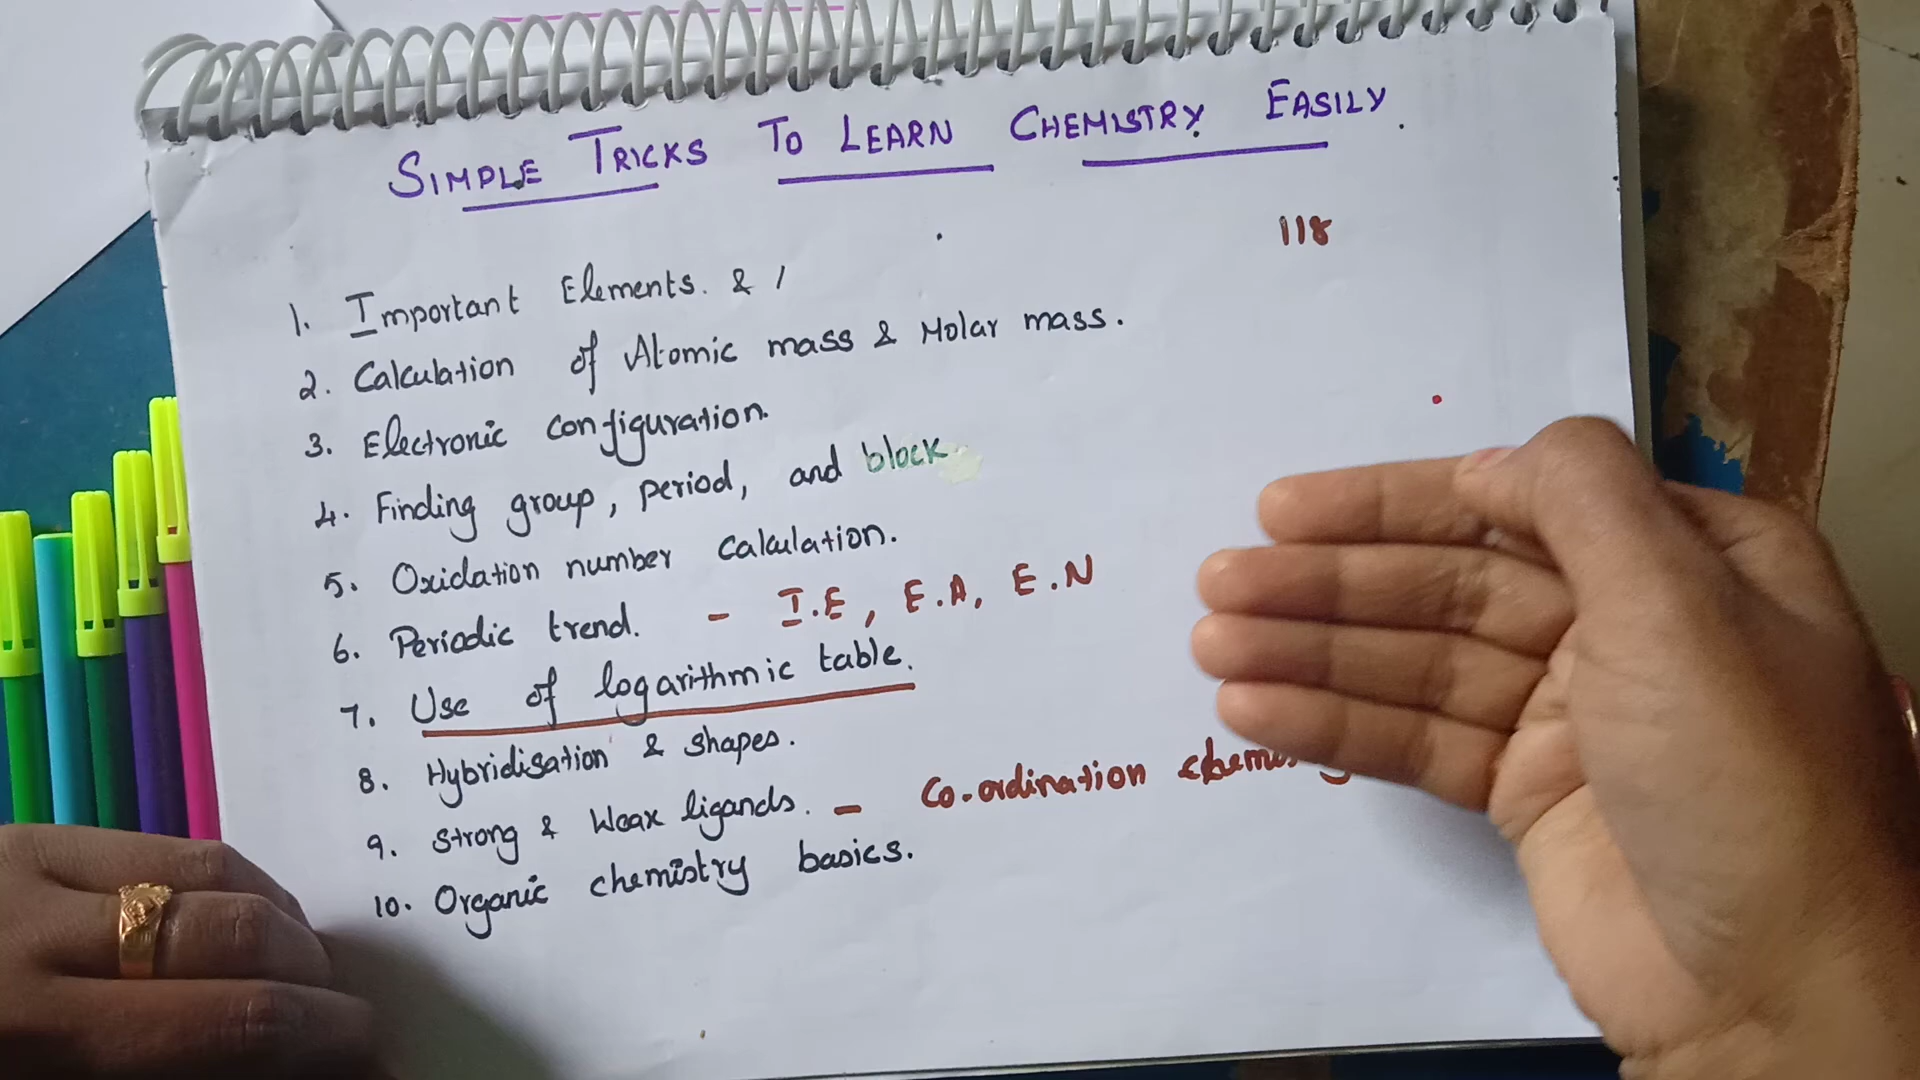 SIMPLE TRICKS TO LEARN CHEMISTRY EASILY.
118
1. Important Elements. & /
2. Calculation of Atomic mass & Molar mass.
3. Electronic configuration.
4. Finding group, period, and block
5. Oxidation number calculation.
6. Periodic trend. - I.E, E.A, E.N
7. Use of logarithmic table.
8. Hybridisation & shapes.
9. Strong & Weak ligands. - Co-ordination
10. Organic chemistry basics.